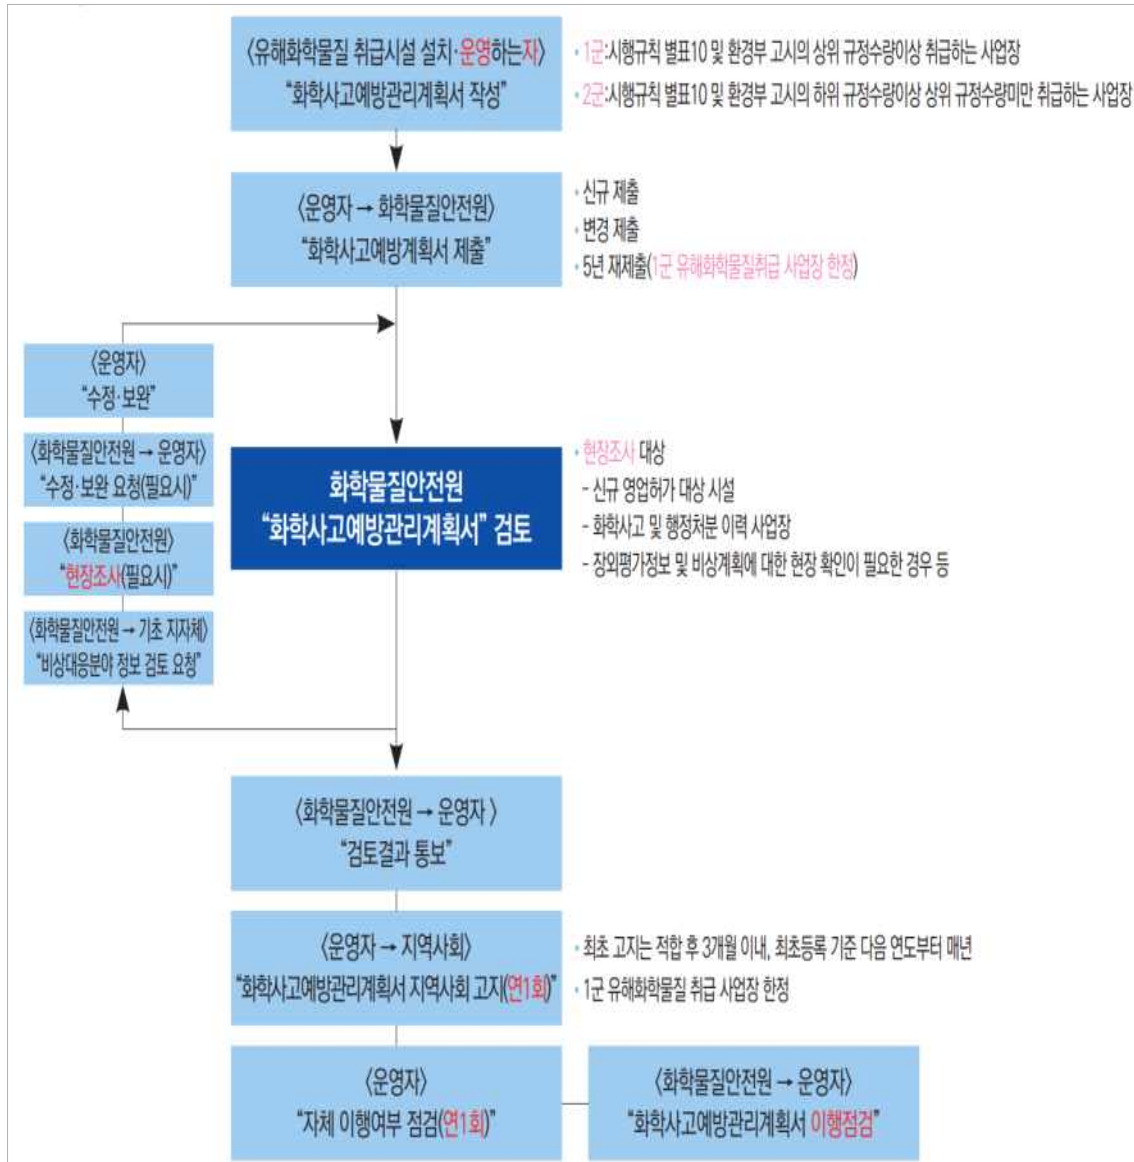 〈유해화학물질 취급시설 설치·운영하는자〉
“화학사고예방관리계획서 작성”
• 1군:시행규칙 별표10 및 환경부 고시의 상위 규정수량이상 취급하는 사업장
• 2군:시행규칙 별표10 및 환경부 고시의 하위 규정수량이상 상위 규정수량미만 취급하는 사업장
〈운영자 → 화학물질안전원〉
“화학사고예방계획서 제출”
• 신규 제출
• 변경 제출
• 5년 재제출(1군 유해화학물질취급 사업장 한정)
〈운영자〉
“수정·보완”
〈화학물질안전원 → 운영자〉
“수정·보완 요청(필요시)”
〈화학물질안전원〉
“현장조사(필요시)”
〈화학물질안전원 → 기초 지자체〉
“비상대응분야 정보 검토 요청”
화학물질안전원
“화학사고예방관리계획서” 검토
• 현장조사 대상
- 신규 영업허가 대상 시설
- 화학사고 및 행정처분 이력 사업장
- 장외평가정보 및 비상계획에 대한 현장 확인이 필요한 경우 등
〈화학물질안전원 → 운영자 〉
“검토결과 통보”
〈운영자 → 지역사회〉
“화학사고예방관리계획서 지역사회 고지(연1회)”
• 최초 고지는 적합 후 3개월 이내, 최초등록 기준 다음 연도부터 매년
• 1군 유해화학물질 취급 사업장 한정
〈운영자〉
“자체 이행여부 점검(연1회)”
〈화학물질안전원 → 운영자〉
“화학사고예방관리계획서 이행점검”